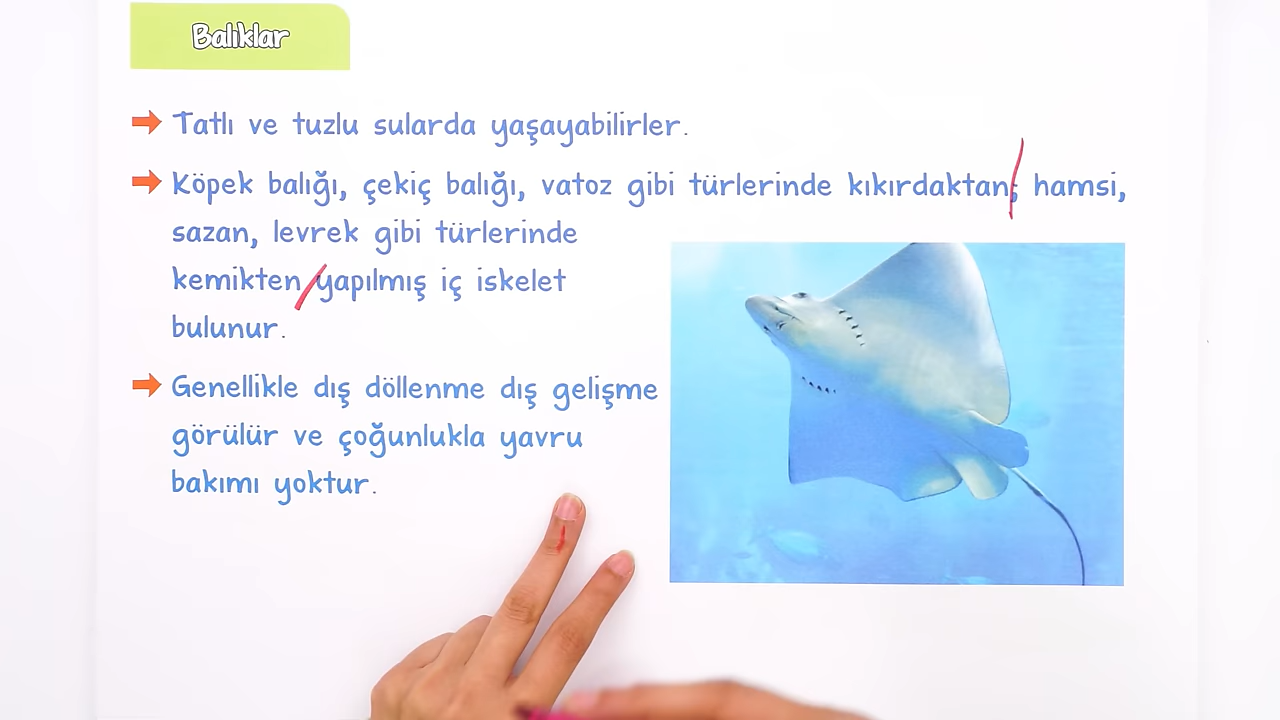 Balıklar
Tatlı ve tuzlu sularda yaşayabilirler.
Köpek balığı, çekiç balığı, vatoz gibi türlerinde kıkırdaktan; hamsi,
sazan, levrek gibi türlerinde
kemikten yapılmış iç iskelet
bulunur.
Genellikle dış döllenme dış gelişme
görülür ve çoğunlukla yavru
bakımı yoktur.